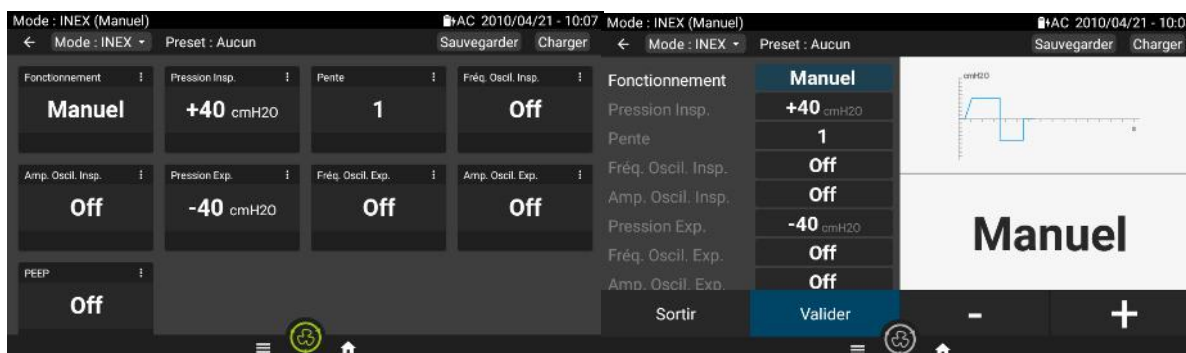 Mode : INEX (Manuel)
AC 2010/04/21 - 10:07
← Mode : INEX Preset : Aucun
Sauvegarder Charger
Fonctionnement
Manuel
Pression Insp.
+40 cmH2O
Pente
1
Fréq. Oscil. Insp.
Off
Amp. Oscil. Insp.
Off
Pression Exp.
-40 cmH2O
Fréq. Oscil. Exp.
Off
Amp. Oscil. Exp.
Off
PEEP
Off
Mode : INEX (Manuel)
AC 2010/04/21 - 10:0
← Mode : INEX Preset : Aucun
Sauvegarder Charger
Fonctionnement Manuel
Pression Insp. +40 cmH2O
Pente 1
Fréq. Oscil. Insp. Off
Amp. Oscil. Insp. Off
Pression Exp. -40 cmH2O
Fréq. Oscil. Exp. Off
Amp. Oscil. Exp. Off
cmH2O
s
Manuel
Sortir Valider - +